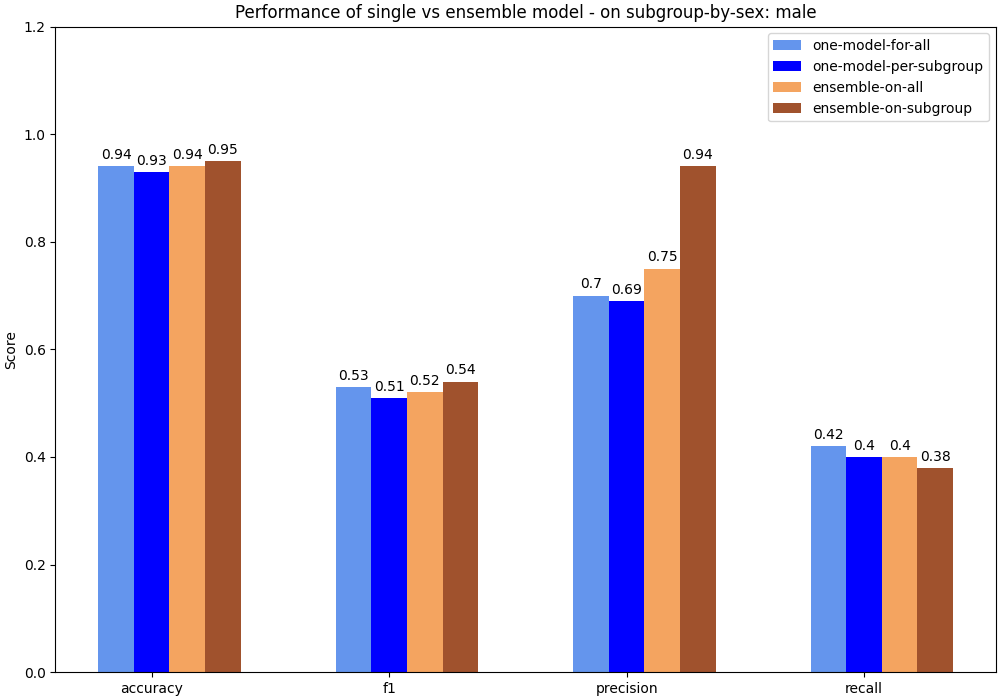 Performance of single vs ensemble model - on subgroup-by-sex: male
one-model-for-all
one-model-per-subgroup
ensemble-on-all
ensemble-on-subgroup
Score
1.2
1.0
0.8
0.6
0.4
0.2
0.0
0.94
0.93
0.94
0.95
0.53
0.51
0.52
0.54
0.7
0.69
0.75
0.94
0.42
0.4
0.4
0.38
accuracy
f1
precision
recall